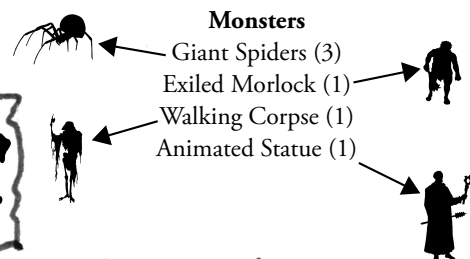 Monsters
Giant Spiders (3)
Exiled Morlock (1)
Walking Corpse (1)
Animated Statue (1)